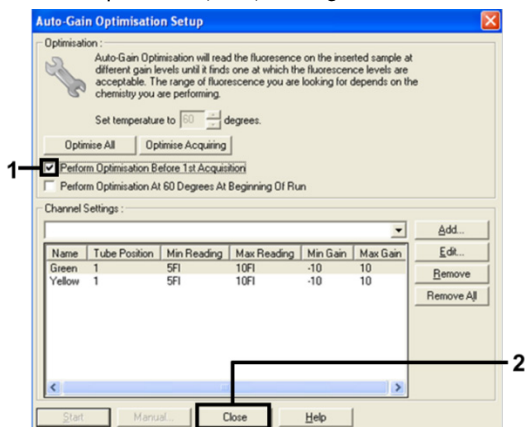 Auto-Gain Optimisation Setup
Optimisation :
Auto-Gain Optimisation will read the fluoresence on the inserted sample at
different gain levels until it finds one at which the fluorescence levels are
acceptable. The range of fluorescence you are looking for depends on the
chemistry you are performing.
Set temperature to 60 degrees.
Optimise All Optimise Acquiring
1
Perform Optimisation Before 1st Acquisition
Perform Optimisation At 60 Degrees At Beginning Of Run
Channel Settings :
Add...
Name Tube Position Min Reading Max Reading Min Gain Max Gain
Edit...
Green 1 5Fl 10Fl -10 10
Yellow 1 5Fl 10Fl -10 10
Remove
Remove All
2
Start Manual... Close Help